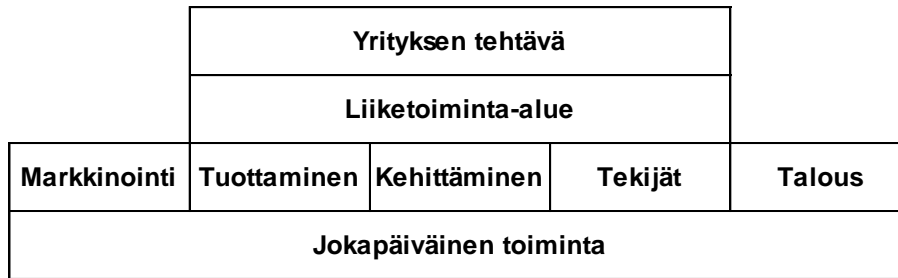 Yrityksen tehtävä
Liiketoiminta-alue
Markkinointi Tuottaminen Kehittäminen Tekijät Talous
Jokapäiväinen toiminta